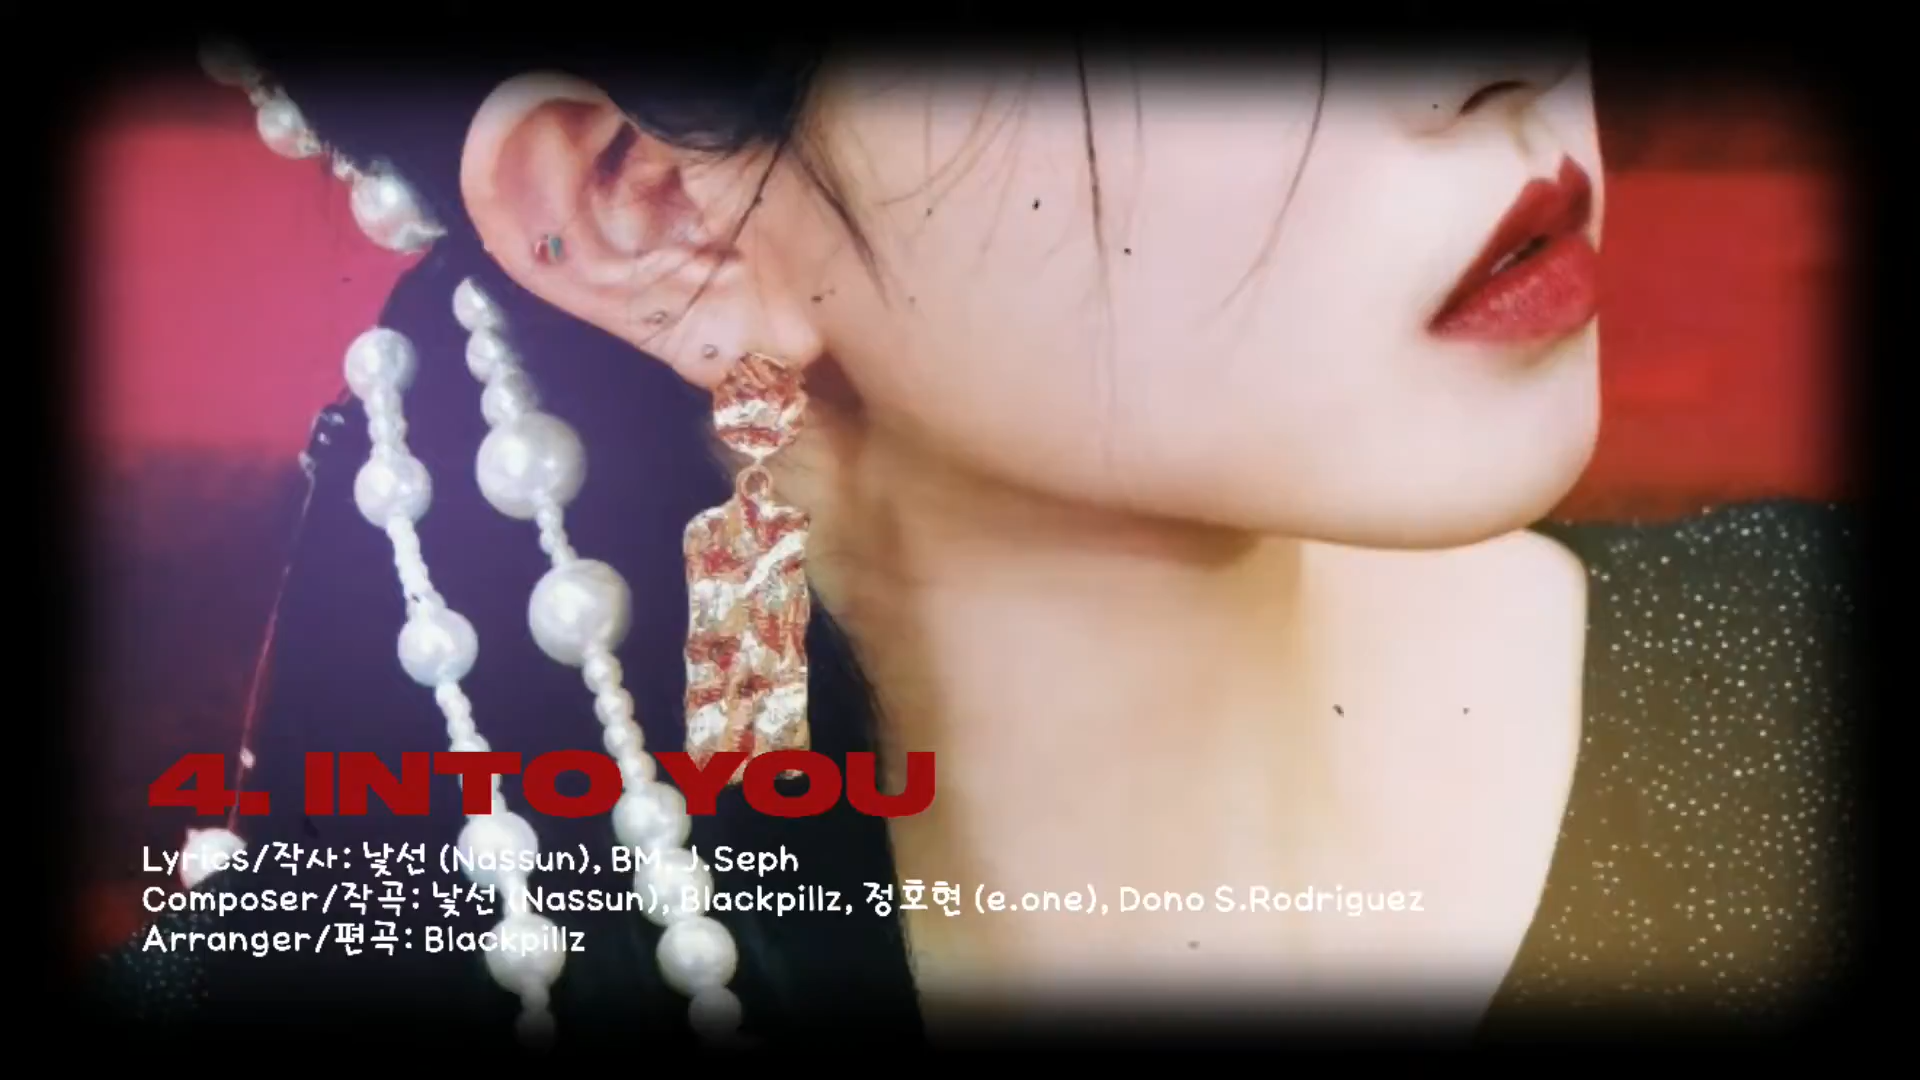 4. INTO YOU
Lyrics/작사: 낯선 (Nassun), BM, J.Seph
Composer/작곡: 낯선 (Nassun), Blackpillz, 정호현 (e.one), Dono S.Rodriguez
Arranger/편곡: Blackpillz